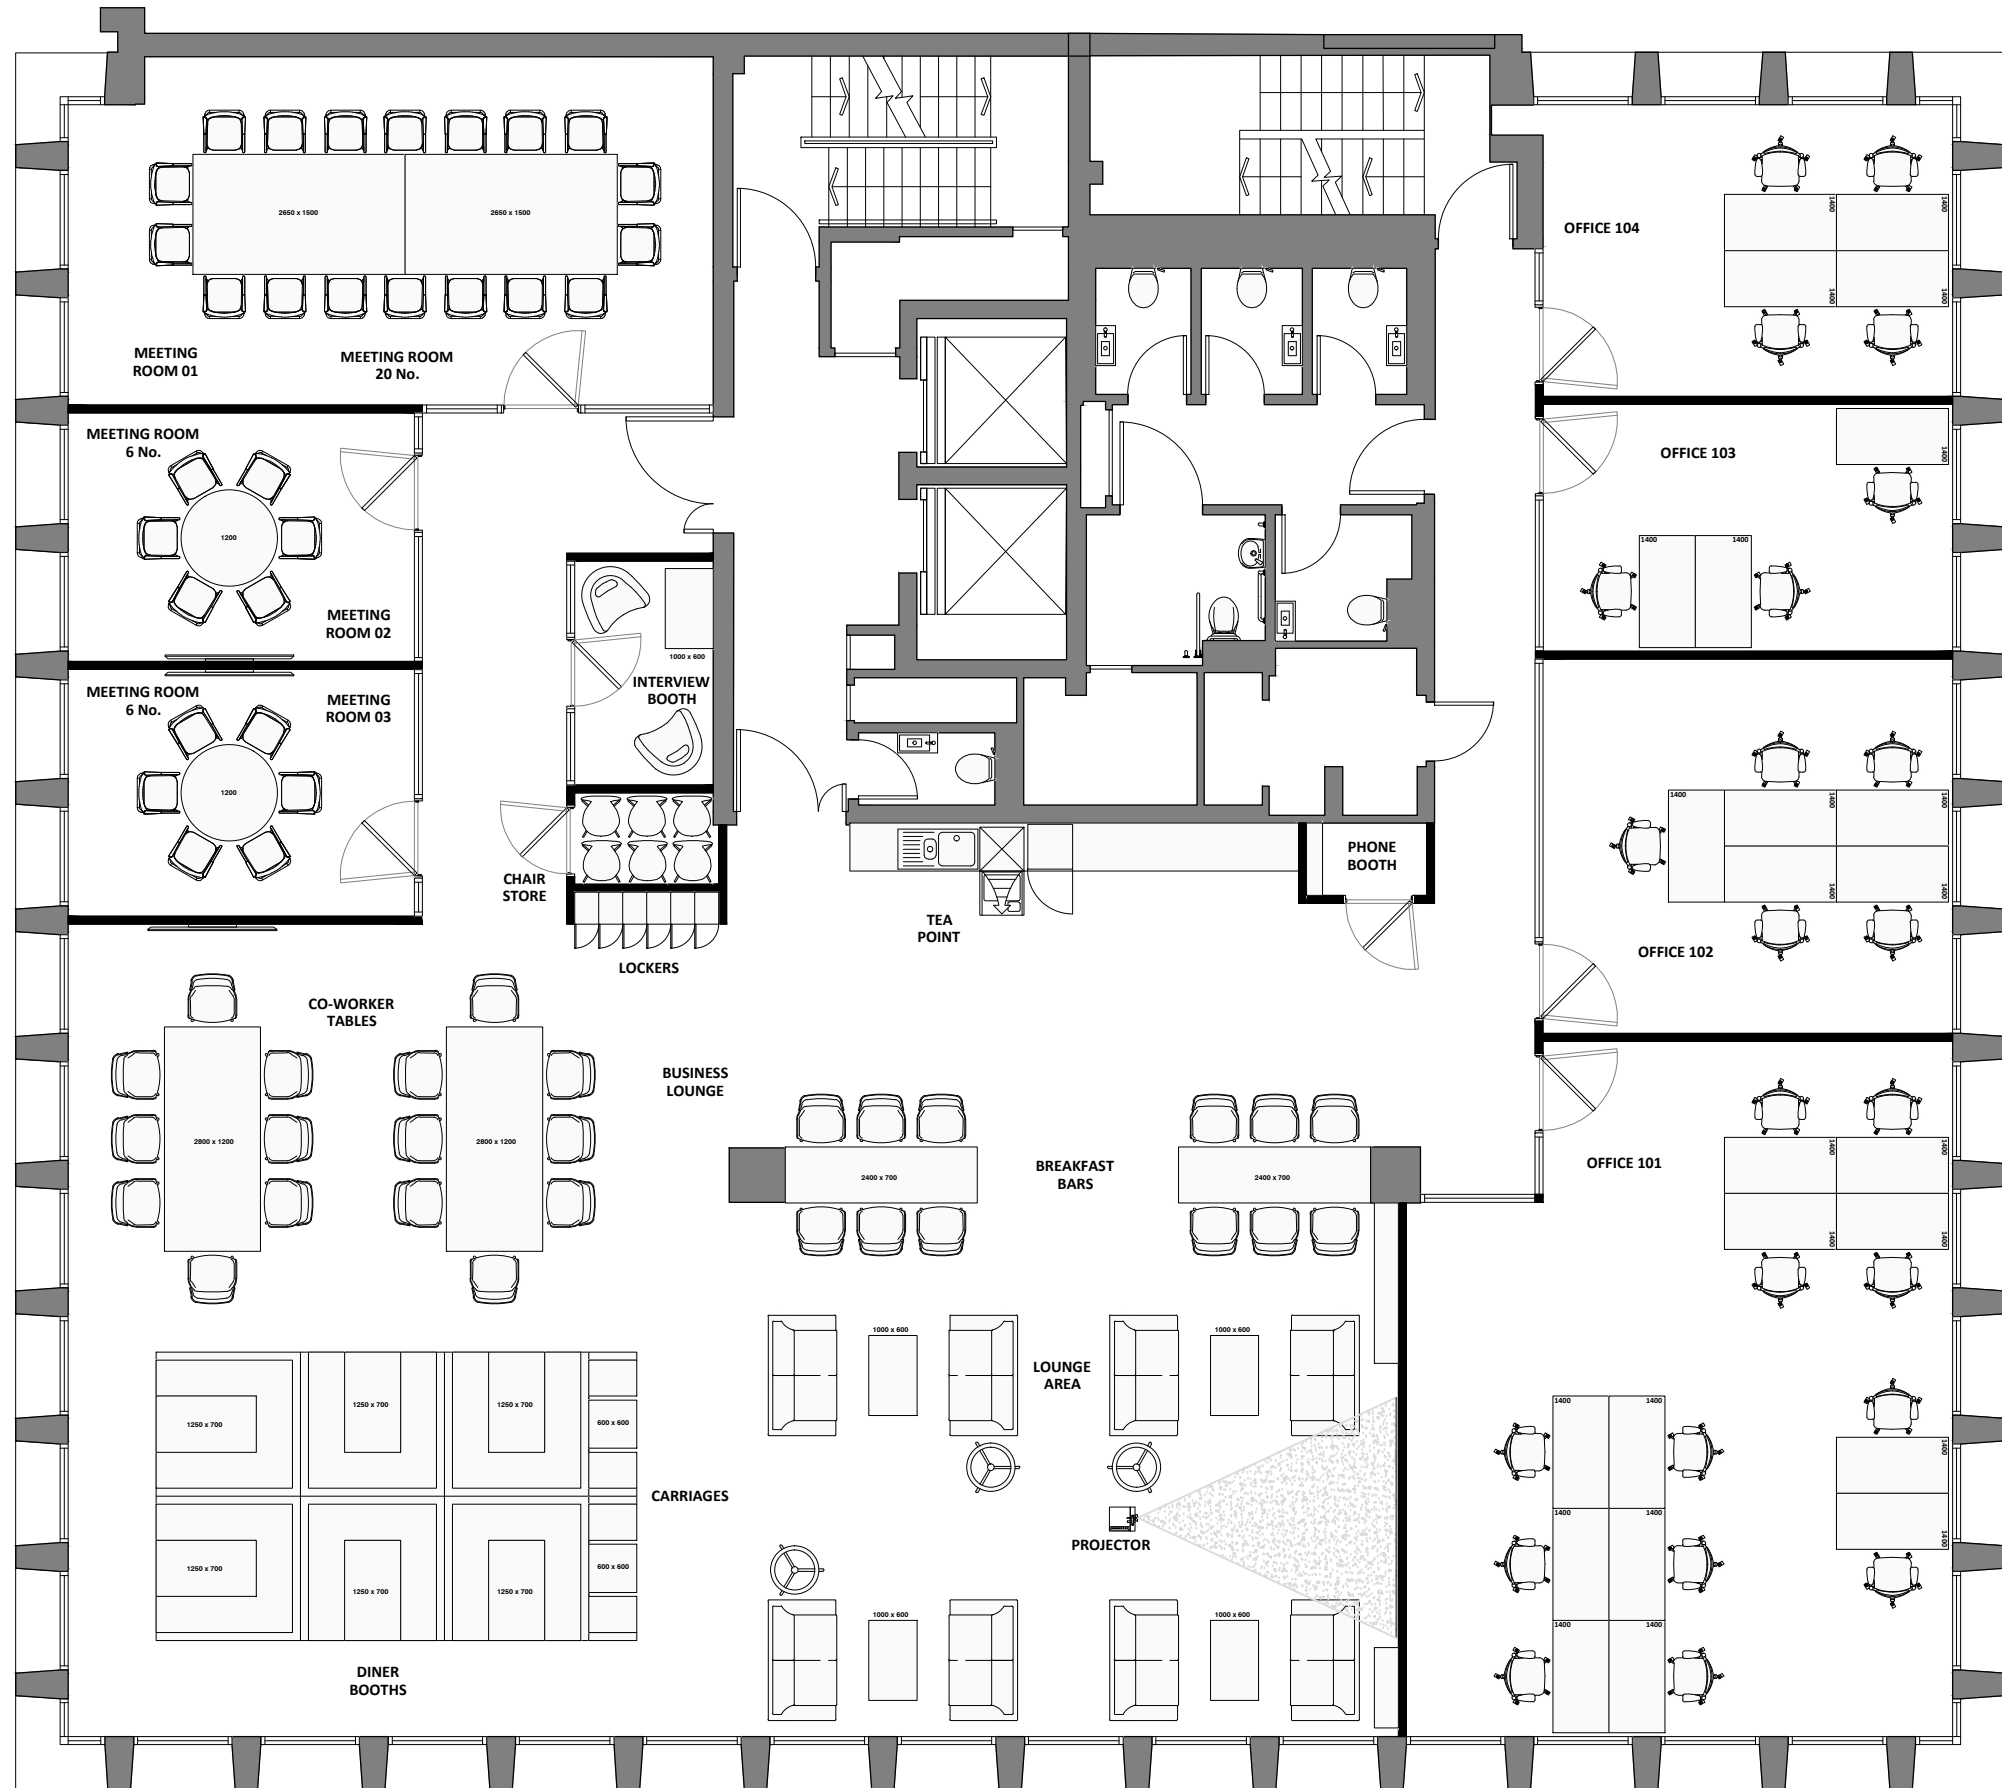 2650 x 1500
2650 x 1500
MEETING
ROOM 01
MEETING ROOM
20 No.
OFFICE 104
1400
1400
1400
1400
MEETING ROOM
6 No.
1200
MEETING
ROOM 02
OFFICE 103
1400
1400
1400
1000 x 600
INTERVIEW
BOOTH
MEETING ROOM
6 No.
MEETING
ROOM 03
1200
CHAIR
STORE
LOCKERS
TEA
POINT
PHONE
BOOTH
1400
1400
1400
1400
1400
OFFICE 102
CO-WORKER
TABLES
2800 x 1200
2800 x 1200
BUSINESS
LOUNGE
2400 x 700
BREAKFAST
BARS
2400 x 700
OFFICE 101
1400
1400
1400
1400
1000 x 600
LOUNGE
AREA
1000 x 600
1250 x 700
1250 x 700
1250 x 700
600 x 600
CARRIAGES
1250 x 700
1250 x 700
1250 x 700
600 x 600
DINER
BOOTHS
PROJECTOR
1000 x 600
1000 x 600
1400
1400
1400
1400
1400
1400
1400
1400